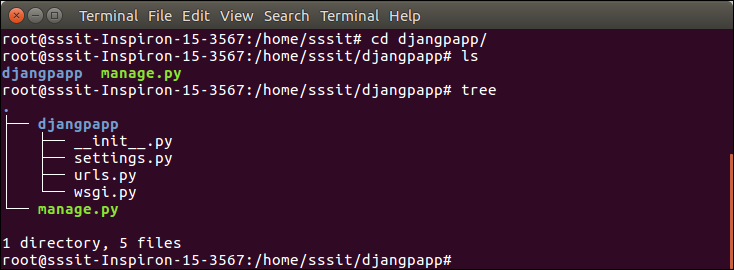 Terminal File Edit View Search Terminal Help
root@sssit-Inspiron-15-3567:/home/sssit# cd djangpapp/
root@sssit-Inspiron-15-3567:/home/sssit/djangpapp# ls
djangpapp  manage.py
root@sssit-Inspiron-15-3567:/home/sssit/djangpapp# tree
.
├── djangpapp
│   ├── __init__.py
│   ├── settings.py
│   ├── urls.py
│   └── wsgi.py
└── manage.py
1 directory, 5 files
root@sssit-Inspiron-15-3567:/home/sssit/djangpapp#